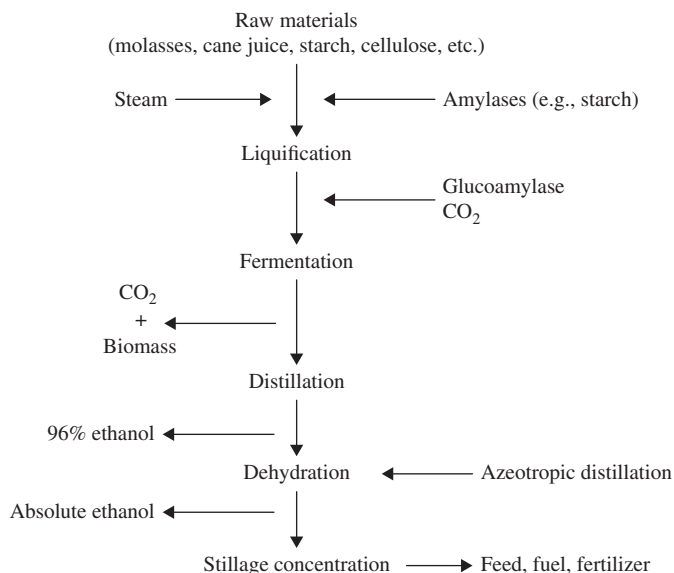 Raw materials
(molasses, cane juice, starch, cellulose, etc.)
Steam
Amylases (e.g., starch)
Liquification
Glucoamylase
CO₂
Fermentation
CO₂
+
Biomass
Distillation
96% ethanol
Dehydration
Azeotropic distillation
Absolute ethanol
Stillage concentration
Feed, fuel, fertilizer